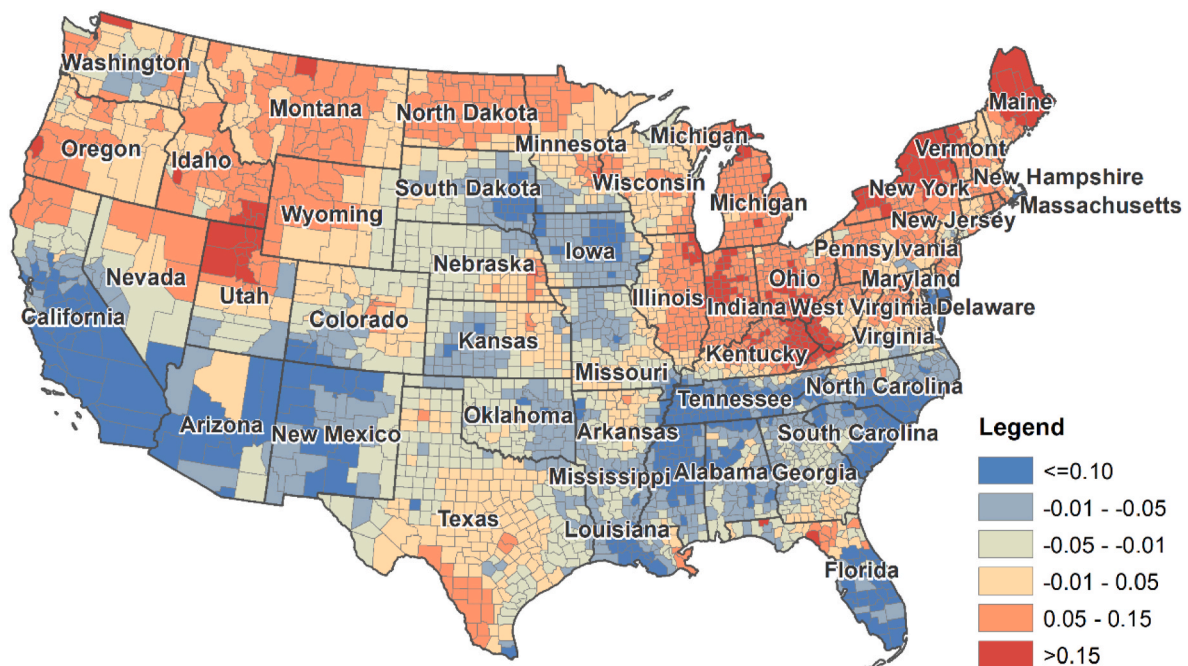 Washington
Montana
North Dakota
Maine
Oregon
Idaho
Minnesota
Michigan
Vermont
South Dakota
Wisconsin
New Hampshire
Wyoming
Michigan
New York
Massachusetts
New Jersey
Iowa
Pennsylvania
Nevada
Nebraska
Ohio
Maryland
Utah
Illinois
Indiana
West Virginia
Delaware
California
Colorado
Kansas
Kentucky
Virginia
Missouri
Tennessee
North Carolina
Arizona
New Mexico
Oklahoma
Arkansas
South Carolina
Mississippi
Alabama
Georgia
Texas
Louisiana
Florida
Legend
<=0.10
-0.01 - -0.05
-0.05 - -0.01
-0.01 - 0.05
0.05 - 0.15
>0.15